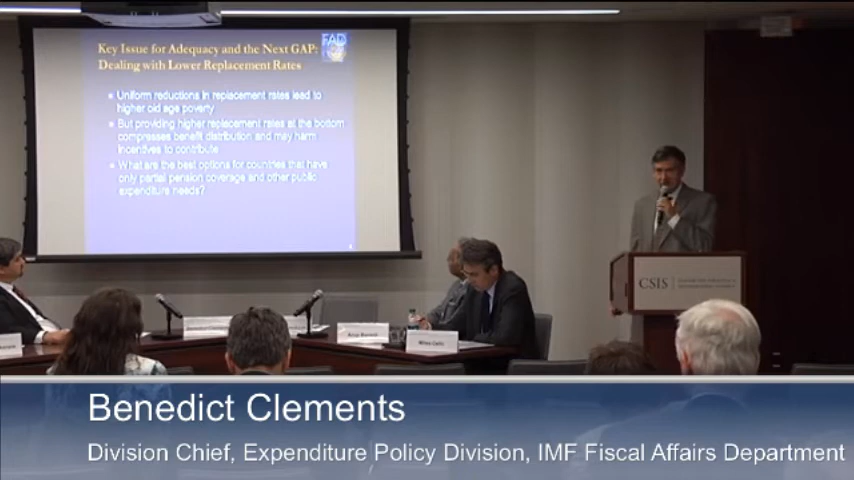 FAD
Key Issue for Adequacy and the Next GAP:
Dealing with Lower Replacement Rates
Uniform reductions in replacement rates lead to
higher old age poverty
But providing higher replacement rates at the bottom
compresses benefit distribution and may harm
incentives to contribute
What are the best options for countries that have
only partial pension coverage and other public
expenditure needs?
CSIS
Benedict Clements
Division Chief, Expenditure Policy Division, IMF Fiscal Affairs Department